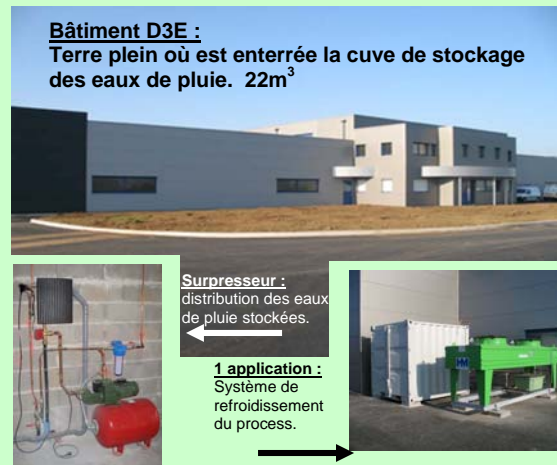 Bâtiment D3E :
Terre plein où est enterrée la cuve de stockage
des eaux de pluie. 22m³
Surpresseur :
distribution des eaux
de pluie stockées.
1 application :
Système de
refroidissement
du process.